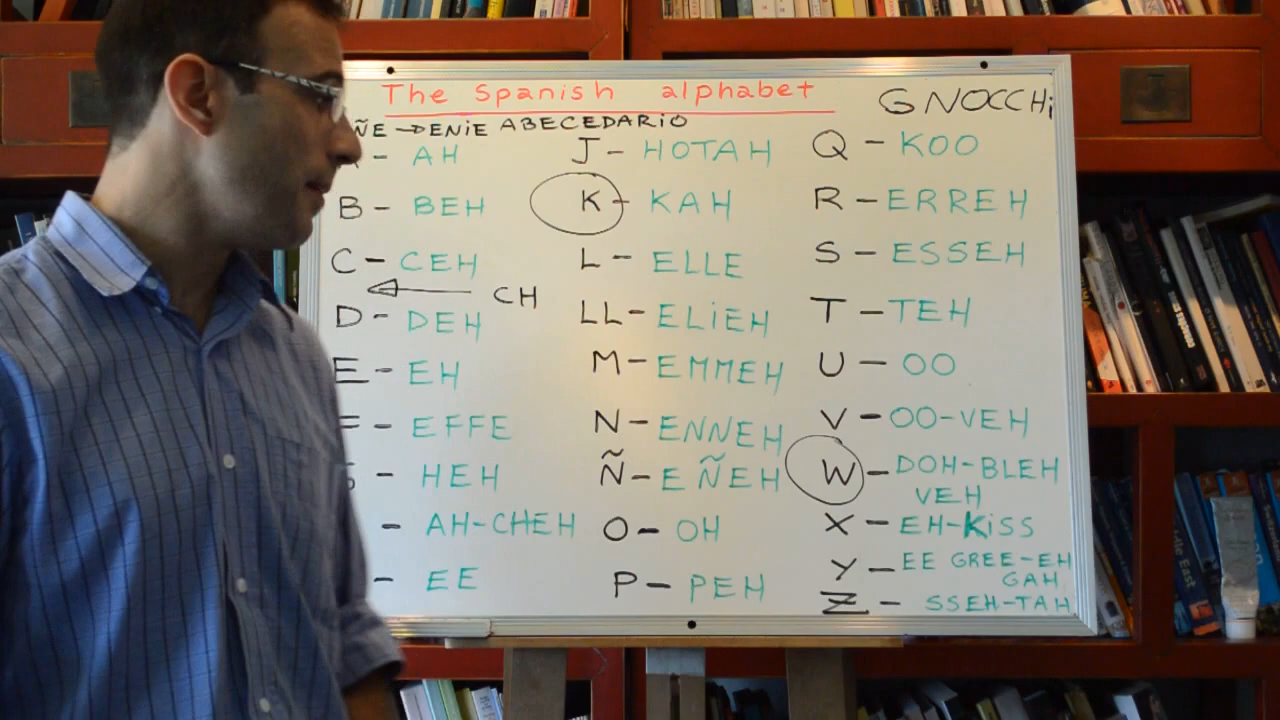 The Spanish alphabet
GNOCCHi
ÑE-DENIE ABECEDARIO
- AH
B - BEH
C - CEH
CH
D - DEH
E - EH
F - EFFE
- HEH
- AH-CHEH
- EE
J - HOTAH
K - KAH
L - ELLE
LL - ELiEH
M - EMMEH
N - ENNEH
Ñ - EÑEH
O - OH
P - PEH
Q - KOO
R - ERREH
S - ESSEH
T - TEH
U - OO
V - OO-VEH
W - DOH-BLEH
VEH
X - EH-KiSS
Y - EE GREE-EH
GAH
Z - SSEH-TAH